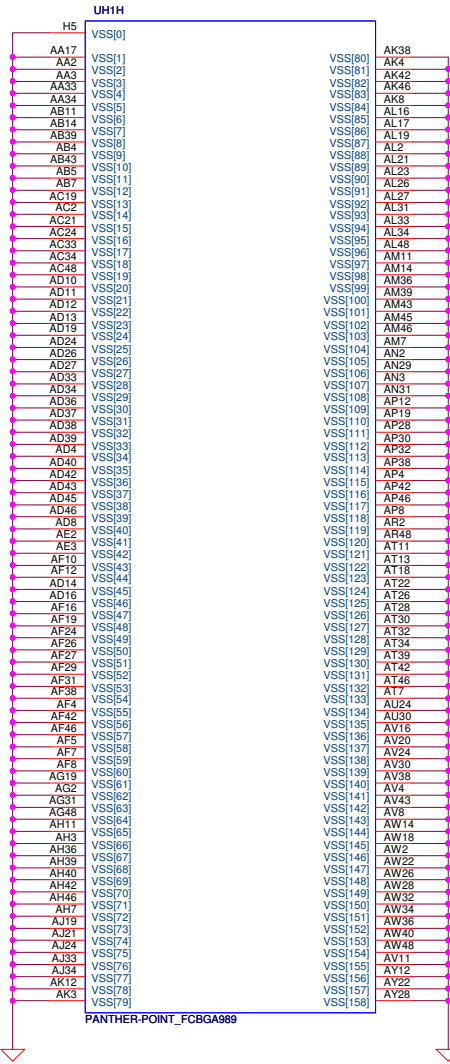 UH1H
H5 VSS[0]
AA17 VSS[1] VSS[80] AK38
AA2 VSS[2] VSS[81] AK4
AA3 VSS[3] VSS[82] AK42
AA33 VSS[4] VSS[83] AK46
AA34 VSS[5] VSS[84] AK8
AB11 VSS[6] VSS[85] AL16
AB14 VSS[7] VSS[86] AL17
AB39 VSS[8] VSS[87] AL19
AB4 VSS[9] VSS[88] AL2
AB43 VSS[10] VSS[89] AL21
AB5 VSS[11] VSS[90] AL23
AB7 VSS[12] VSS[91] AL26
AC19 VSS[13] VSS[92] AL27
AC2 VSS[14] VSS[93] AL31
AC21 VSS[15] VSS[94] AL33
AC24 VSS[16] VSS[95] AL34
AC33 VSS[17] VSS[96] AL48
AC34 VSS[18] VSS[97] AM11
AC48 VSS[19] VSS[98] AM14
AD10 VSS[20] VSS[99] AM36
AD11 VSS[21] VSS[100] AM39
AD12 VSS[22] VSS[101] AM43
AD13 VSS[23] VSS[102] AM45
AD19 VSS[24] VSS[103] AM46
AD24 VSS[25] VSS[104] AM7
AD26 VSS[26] VSS[105] AN2
AD27 VSS[27] VSS[106] AN29
AD33 VSS[28] VSS[107] AN3
AD34 VSS[29] VSS[108] AN31
AD36 VSS[30] VSS[109] AP12
AD37 VSS[31] VSS[110] AP19
AD38 VSS[32] VSS[111] AP28
AD39 VSS[33] VSS[112] AP30
AD4 VSS[34] VSS[113] AP32
AD40 VSS[35] VSS[114] AP38
AD42 VSS[36] VSS[115] AP4
AD43 VSS[37] VSS[116] AP42
AD45 VSS[38] VSS[117] AP46
AD46 VSS[39] VSS[118] AP8
AD8 VSS[40] VSS[119] AR2
AE2 VSS[41] VSS[120] AR48
AE3 VSS[42] VSS[121] AT11
AF10 VSS[43] VSS[122] AT13
AF12 VSS[44] VSS[123] AT18
AD14 VSS[45] VSS[124] AT22
AD16 VSS[46] VSS[125] AT26
AF16 VSS[47] VSS[126] AT28
AF19 VSS[48] VSS[127] AT30
AF24 VSS[49] VSS[128] AT32
AF26 VSS[50] VSS[129] AT34
AF27 VSS[51] VSS[130] AT39
AF29 VSS[52] VSS[131] AT42
AF31 VSS[53] VSS[132] AT46
AF38 VSS[54] VSS[133] AT7
AF4 VSS[55] VSS[134] AU24
AF42 VSS[56] VSS[135] AU30
AF46 VSS[57] VSS[136] AV16
AF5 VSS[58] VSS[137] AV20
AF7 VSS[59] VSS[138] AV24
AF8 VSS[60] VSS[139] AV30
AG19 VSS[61] VSS[140] AV38
AG2 VSS[62] VSS[141] AV4
AG31 VSS[63] VSS[142] AV43
AG48 VSS[64] VSS[143] AV8
AH11 VSS[65] VSS[144] AW14
AH3 VSS[66] VSS[145] AW18
AH36 VSS[67] VSS[146] AW2
AH39 VSS[68] VSS[147] AW22
AH40 VSS[69] VSS[148] AW26
AH42 VSS[70] VSS[149] AW28
AH46 VSS[71] VSS[150] AW32
AH7 VSS[72] VSS[151] AW34
AJ19 VSS[73] VSS[152] AW36
AJ21 VSS[74] VSS[153] AW40
AJ24 VSS[75] VSS[154] AW48
AJ33 VSS[76] VSS[155] AV11
AJ34 VSS[77] VSS[156] AY12
AK12 VSS[78] VSS[157] AY22
AK3 VSS[79] VSS[158] AY28
PANTHER-POINT_FCBGA989